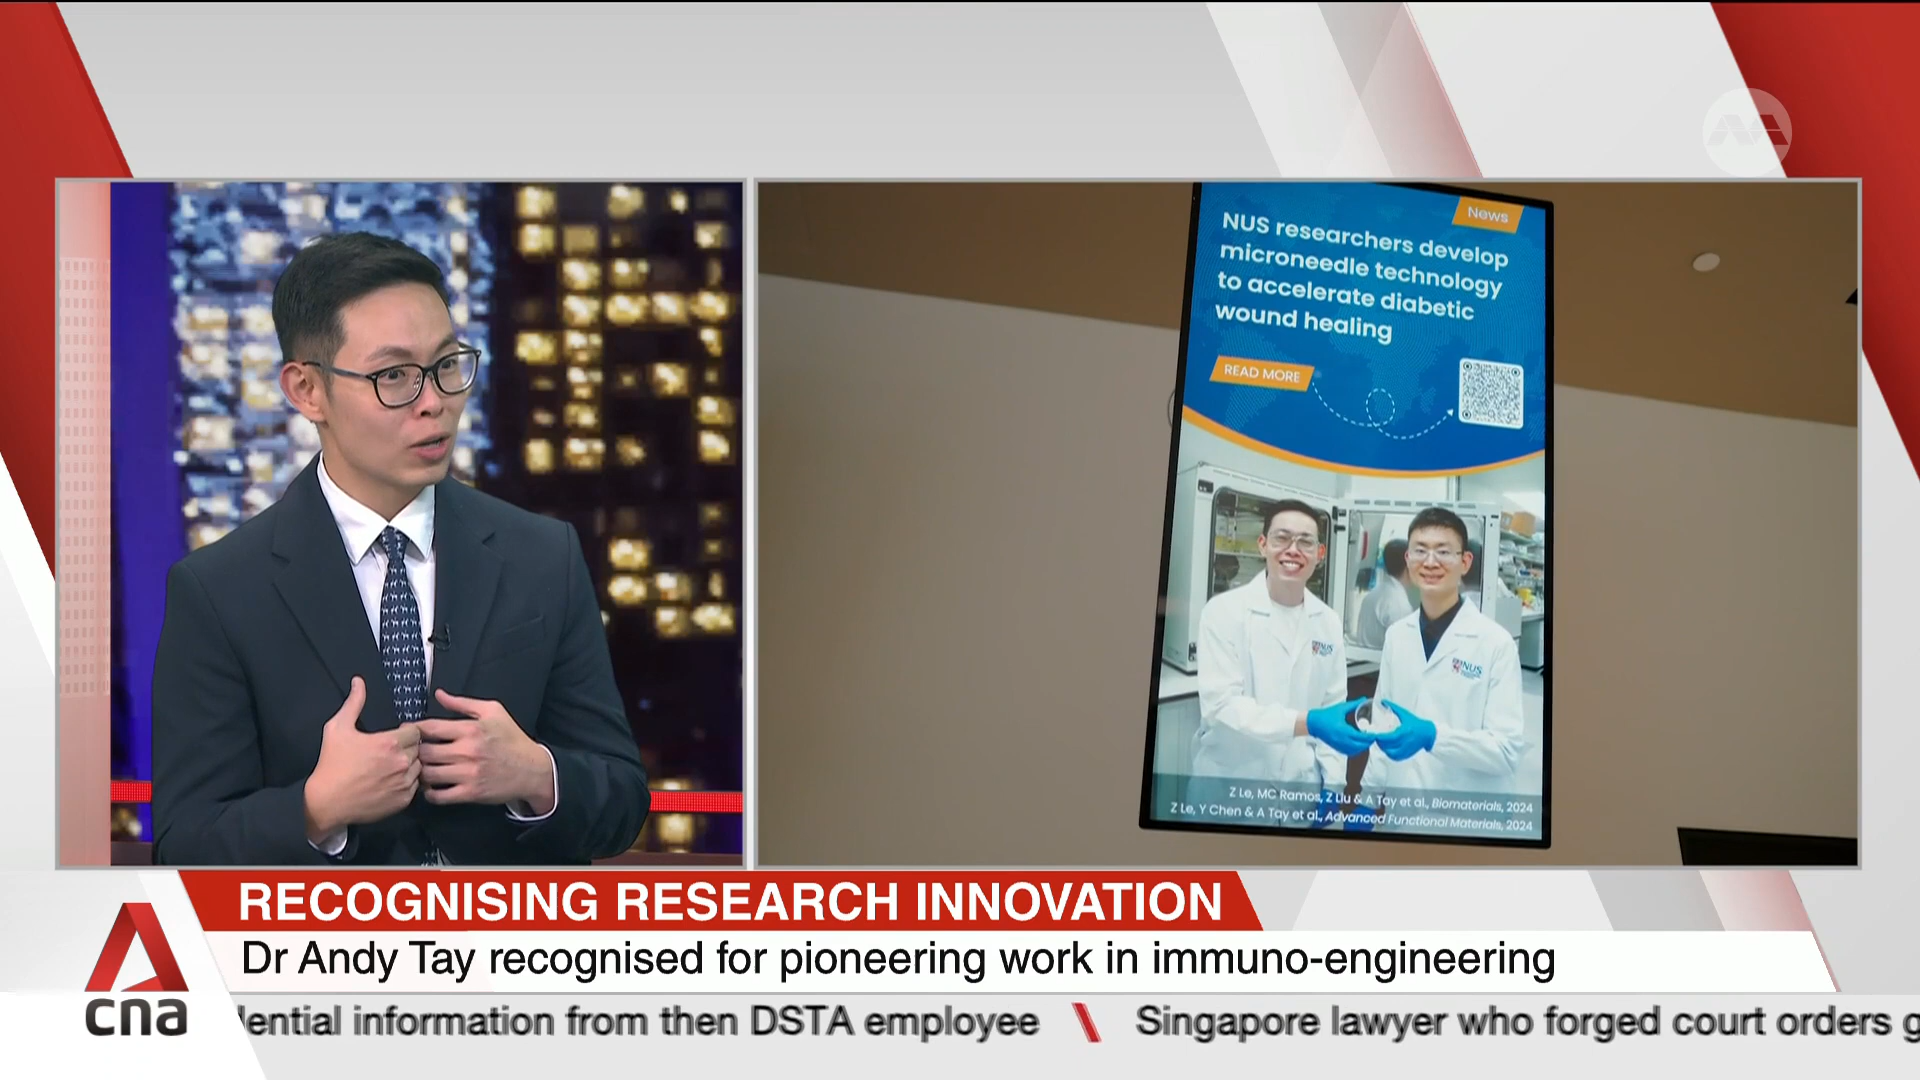 News
NUS researchers develop
microneedle technology
to accelerate diabetic
wound healing
READ MORE
NUS
NUS
Z Le, MC Ramos, Z Liu & A Tay et al., Biomaterials, 2024
Z Le, Y Chen & A Tay et al., Advanced Functional Materials, 2024
RECOGNISING RESEARCH INNOVATION
Dr Andy Tay recognised for pioneering work in immuno-engineering
cna
information from then DSTA employee
Singapore lawyer who forged court orders